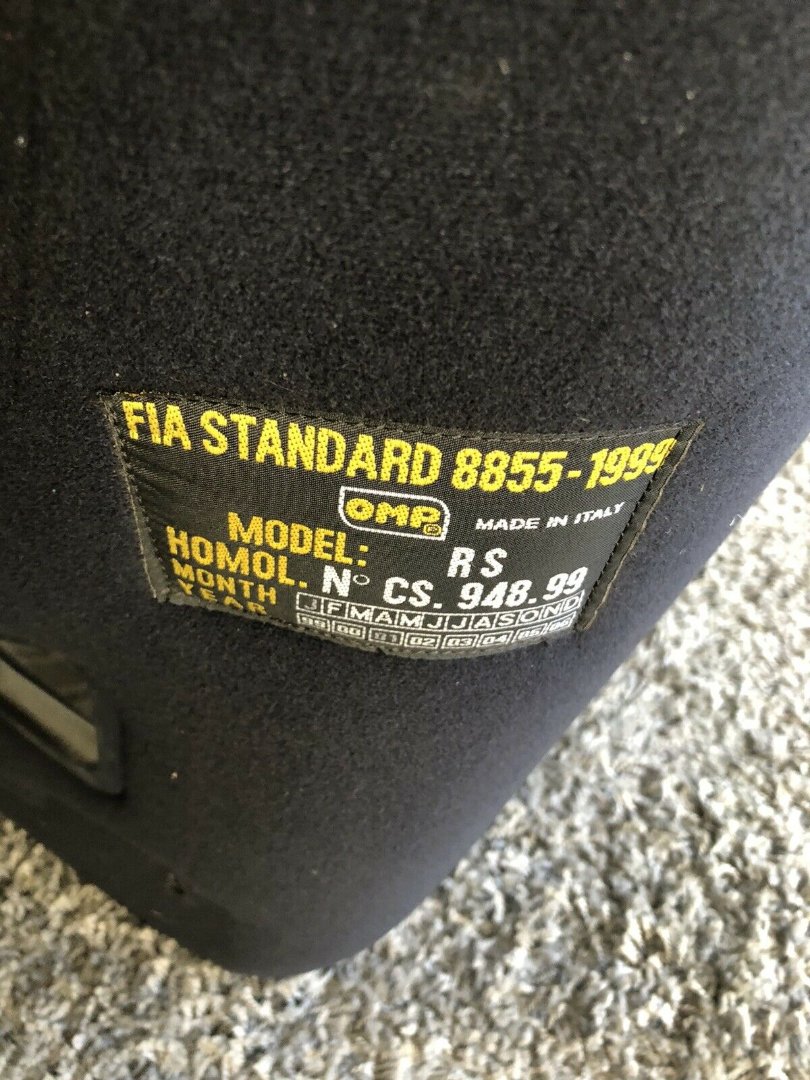 FIA STANDARD 8855-1999
OMP MADE IN ITALY
MODEL: RS
HOMOL. N° CS. 948.99
MONTH J F M A M J J A S O N D
YEAR 99 00 01 02 03 04 05 06